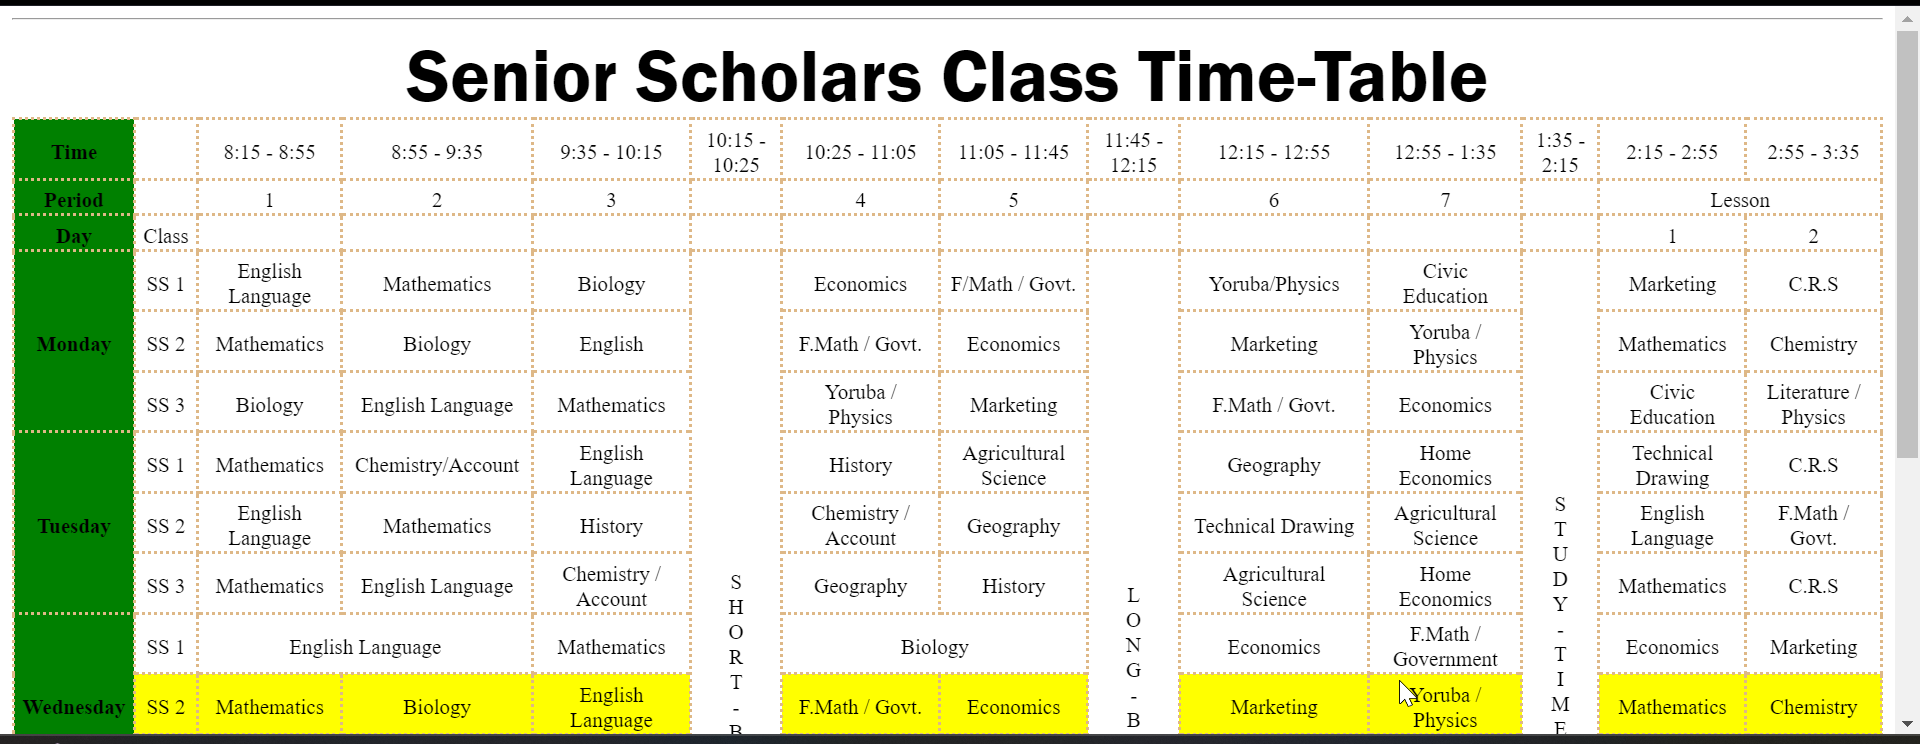 Senior Scholars Class Time-Table
Time 8:15 - 8:55 8:55 - 9:35 9:35 - 10:15 10:15 - 10:25 10:25 - 11:05 11:05 - 11:45 11:45 - 12:15 12:15 - 12:55 12:55 - 1:35 1:35 - 2:15 2:15 - 2:55 2:55 - 3:35
Period 1 2 3 4 5 6 7 Lesson
Day Class 1 2
Monday
SS 1 English Language Mathematics Biology Economics F/Math / Govt. Yoruba/Physics Civic Education Marketing C.R.S
SS 2 Mathematics Biology English F.Math / Govt. Economics Marketing Yoruba / Physics Mathematics Chemistry
SS 3 Biology English Language Mathematics Yoruba / Physics Marketing F.Math / Govt. Economics Civic Education Literature / Physics
Tuesday
SS 1 Mathematics Chemistry/Account English Language History Agricultural Science Geography Home Economics Technical Drawing C.R.S
SS 2 English Language Mathematics History Chemistry / Account Geography Technical Drawing Agricultural Science English Language F.Math / Govt.
SS 3 Mathematics English Language Chemistry / Account Geography History Agricultural Science Home Economics Mathematics C.R.S
Wednesday
SS 1 English Language Mathematics Biology Economics F.Math / Government Economics Marketing
SS 2 Mathematics Biology English Language F.Math / Govt. Economics Marketing Yoruba / Physics Mathematics Chemistry
S
H
O
R
T
-
B
L
O
N
G
-
B
S
T
U
D
Y
-
T
I
M
E